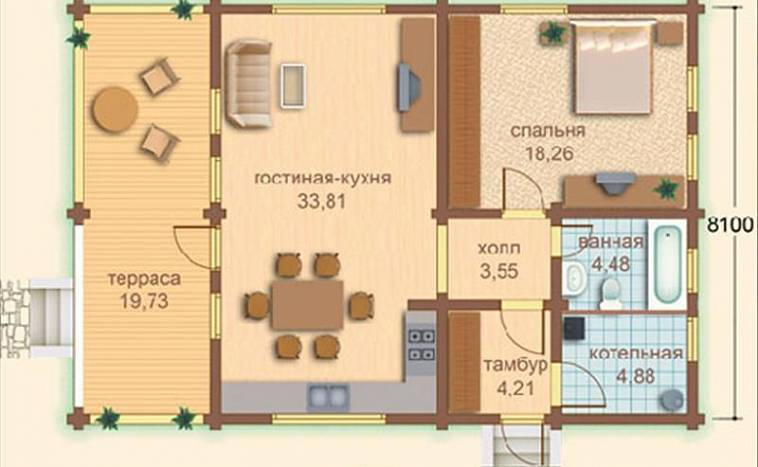 спальня
18,26
гостиная-кухня
33,81
8100
холл
3,55
ванная
4,48
терраса
19,73
тамбур
4,21
котельная
4,88